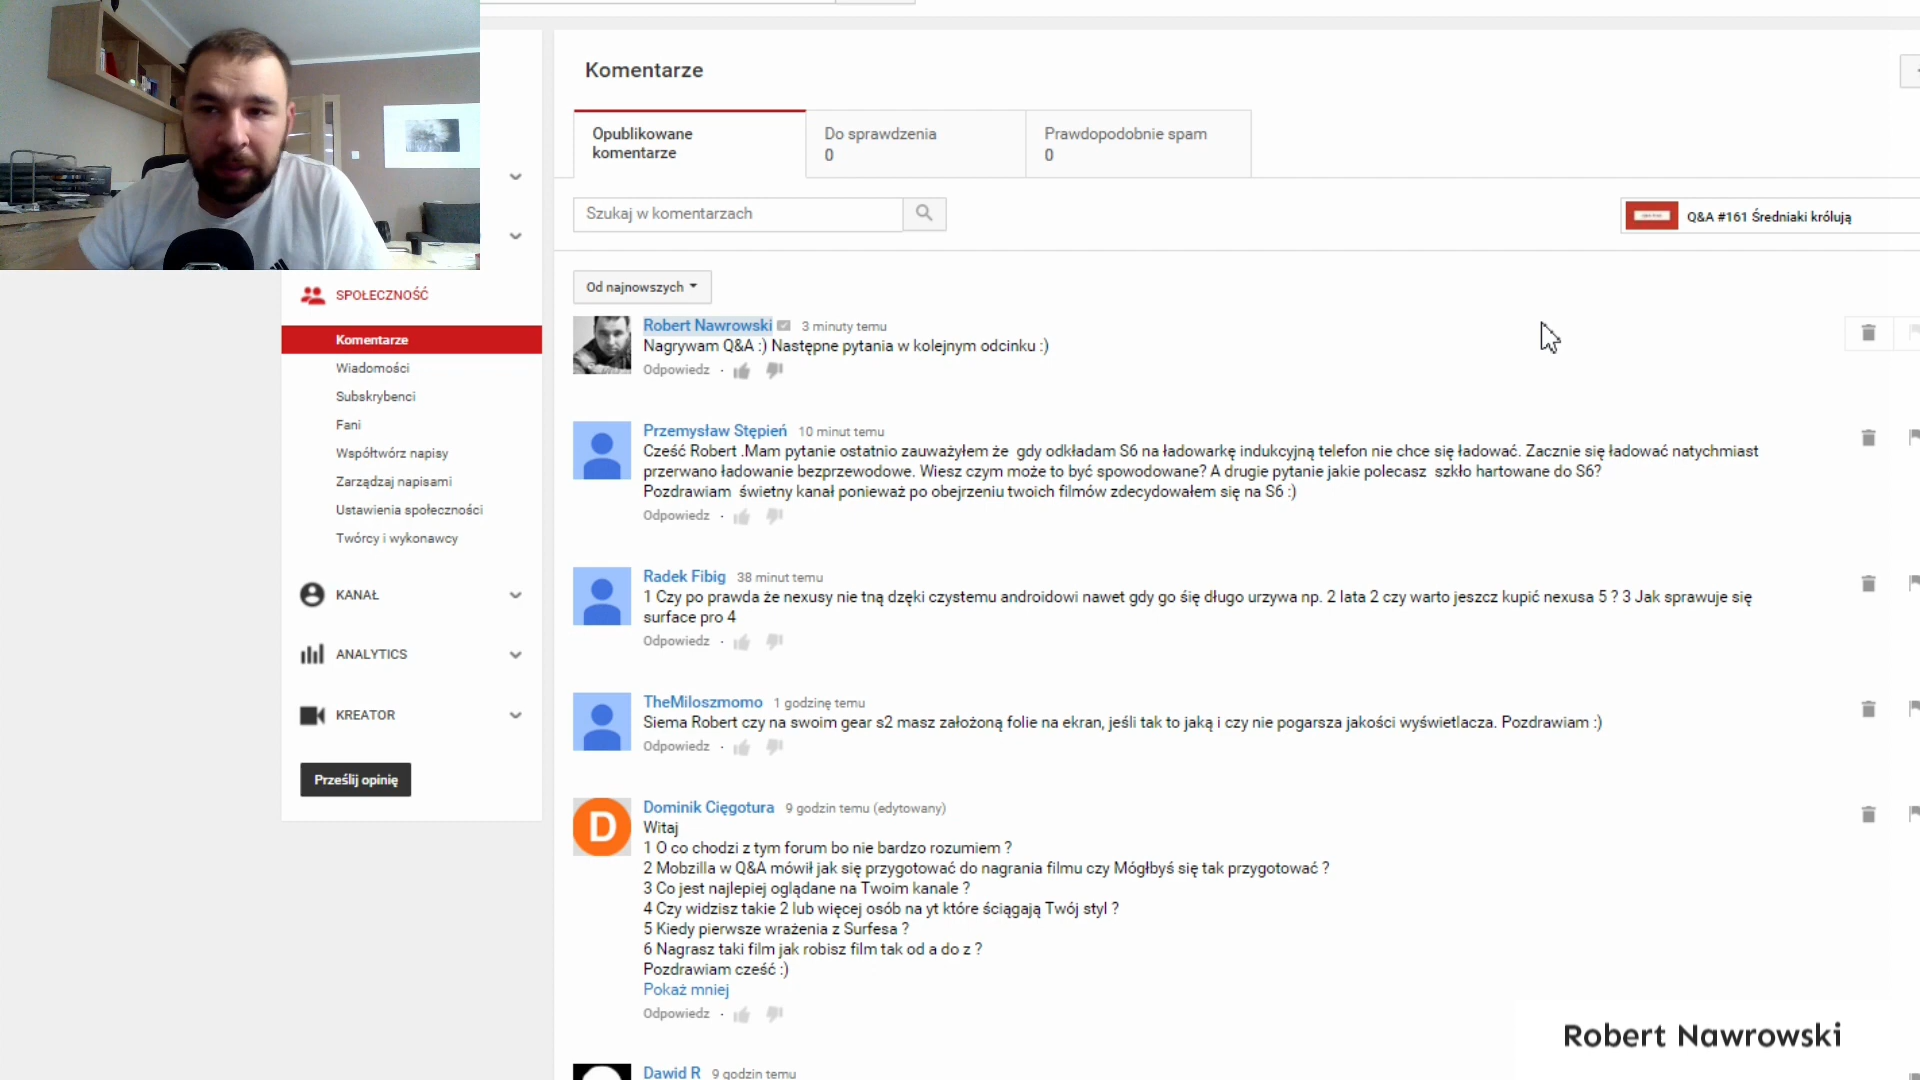 Komentarze
Opublikowane
komentarze
Do sprawdzenia
0
Prawdopodobnie spam
0
Szukaj w komentarzach
Q&A #161 Średniaki królują
Od najnowszych
SPOŁECZNOŚĆ
Komentarze
Wiadomości
Subskrybenci
Fani
Współtwórz napisy
Zarządzaj napisami
Ustawienia społeczności
Twórcy i wykonawcy
KANAŁ
ANALYTICS
KREATOR
Prześlij opinię
Robert Nawrowski 3 minuty temu
Nagrywam Q&A :) Następne pytania w kolejnym odcinku :)
Odpowiedz ·
Przemysław Stępień 10 minut temu
Cześć Robert .Mam pytanie ostatnio zauważyłem że gdy odkładam S6 na ładowarkę indukcyjną telefon nie chce się ładować. Zacznie się ładować natychmiast
przerwano ładowanie bezprzewodowe. Wiesz czym może to być spowodowane? A drugie pytanie jakie polecasz szkło hartowane do S6?
Pozdrawiam świetny kanał ponieważ po obejrzeniu twoich filmów zdecydowałem się na S6 :)
Odpowiedz ·
Radek Fibig 38 minut temu
1 Czy po prawda że nexusy nie tną dzęki czystemu androidowi nawet gdy go śię długo urzywa np. 2 lata 2 czy warto jeszcz kupić nexusa 5 ? 3 Jak sprawuje się
surface pro 4
Odpowiedz ·
TheMiloszmomo 1 godzinę temu
Siema Robert czy na swoim gear s2 masz założoną folie na ekran, jeśli tak to jaką i czy nie pogarsza jakości wyświetlacza. Pozdrawiam :)
Odpowiedz ·
Dominik Cięgotura 9 godzin temu (edytowany)
D
Witaj
1 O co chodzi z tym forum bo nie bardzo rozumiem ?
2 Mobzilla w Q&A mówił jak się przygotować do nagrania filmu czy Mógłbyś się tak przygotować ?
3 Co jest najlepiej oglądane na Twoim kanale ?
4 Czy widzisz takie 2 lub więcej osób na yt które ściągają Twój styl ?
5 Kiedy pierwsze wrażenia z Surfesa ?
6 Nagrasz taki film jak robisz film tak od a do z ?
Pozdrawiam cześć :)
Pokaż mniej
Odpowiedz ·
Dawid R 9 godzin temu
Robert Nawrowski